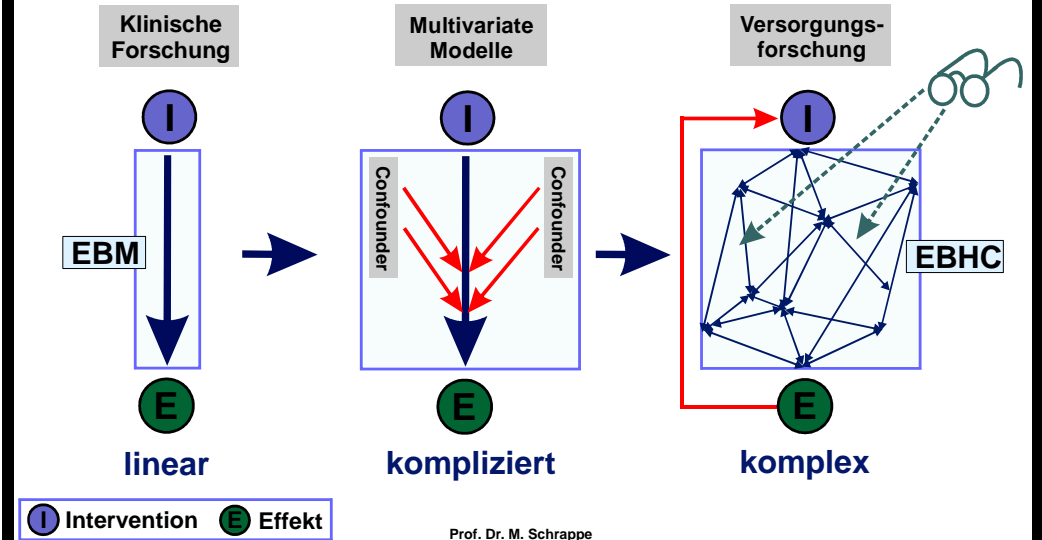 Klinische
Forschung
Multivariate
Modelle
Versorgungs-
forschung
I
I
I
Confounder
Confounder
EBM
EBHC
E
E
E
linear
kompliziert
komplex
I Intervention E Effekt
Prof. Dr. M. Schrappe